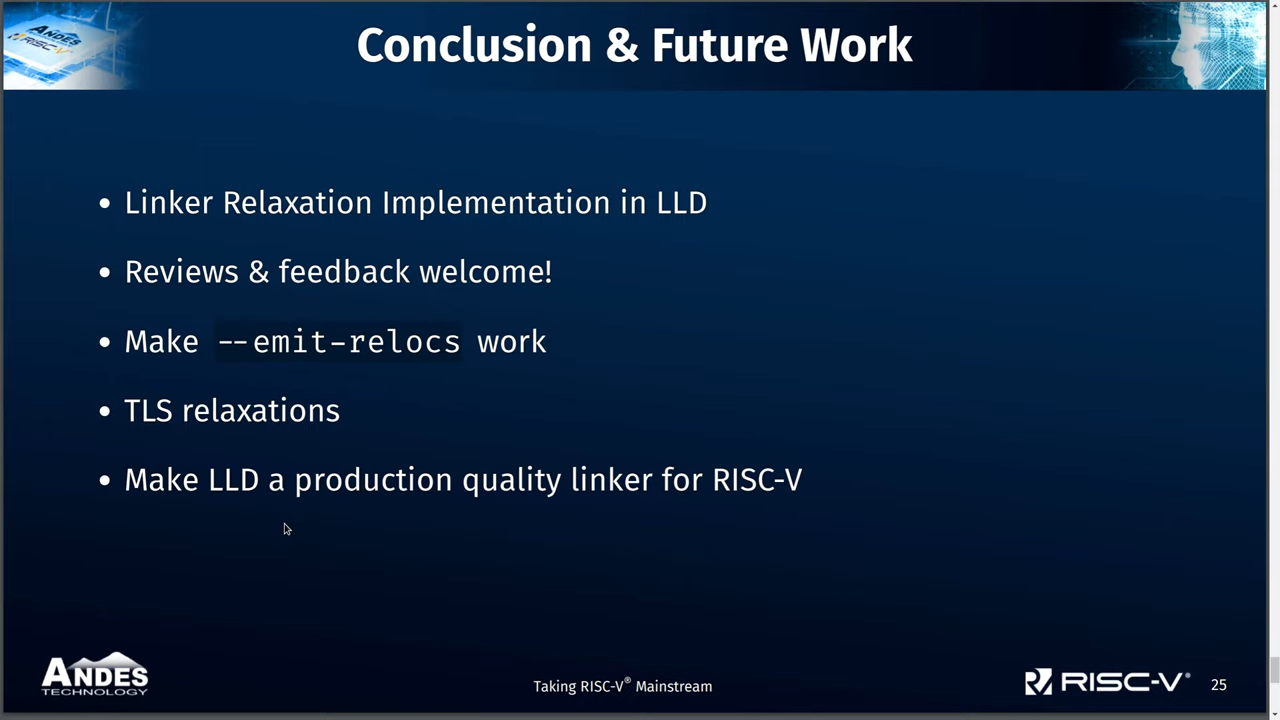 ANDES
RISC-V
Conclusion & Future Work
• Linker Relaxation Implementation in LLD
• Reviews & feedback welcome!
• Make --emit-relocs work
• TLS relaxations
• Make LLD a production quality linker for RISC-V
ANDES
TECHNOLOGY
Taking RISC-V® Mainstream
RISC-V®
25